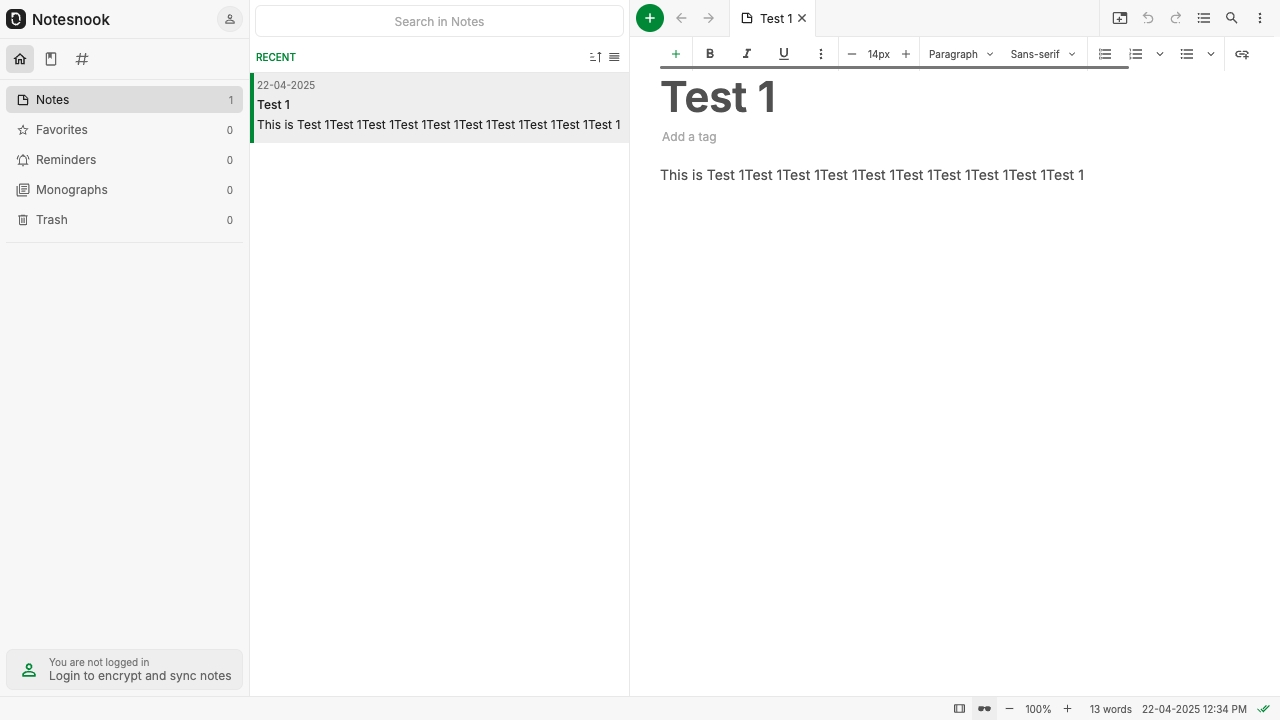 Notesnook
Search in Notes
Test 1
B
I
U
14px
Paragraph
Sans-serif
RECENT
Notes 1
Favorites 0
Reminders 0
Monographs 0
Trash 0
22-04-2025
Test 1
This is Test 1Test 1Test 1Test 1Test 1Test 1Test 1Test 1Test 1Test 1
Test 1
Add a tag
This is Test 1Test 1Test 1Test 1Test 1Test 1Test 1Test 1Test 1Test 1
You are not logged in
Login to encrypt and sync notes
100%
13 words
22-04-2025 12:34 PM